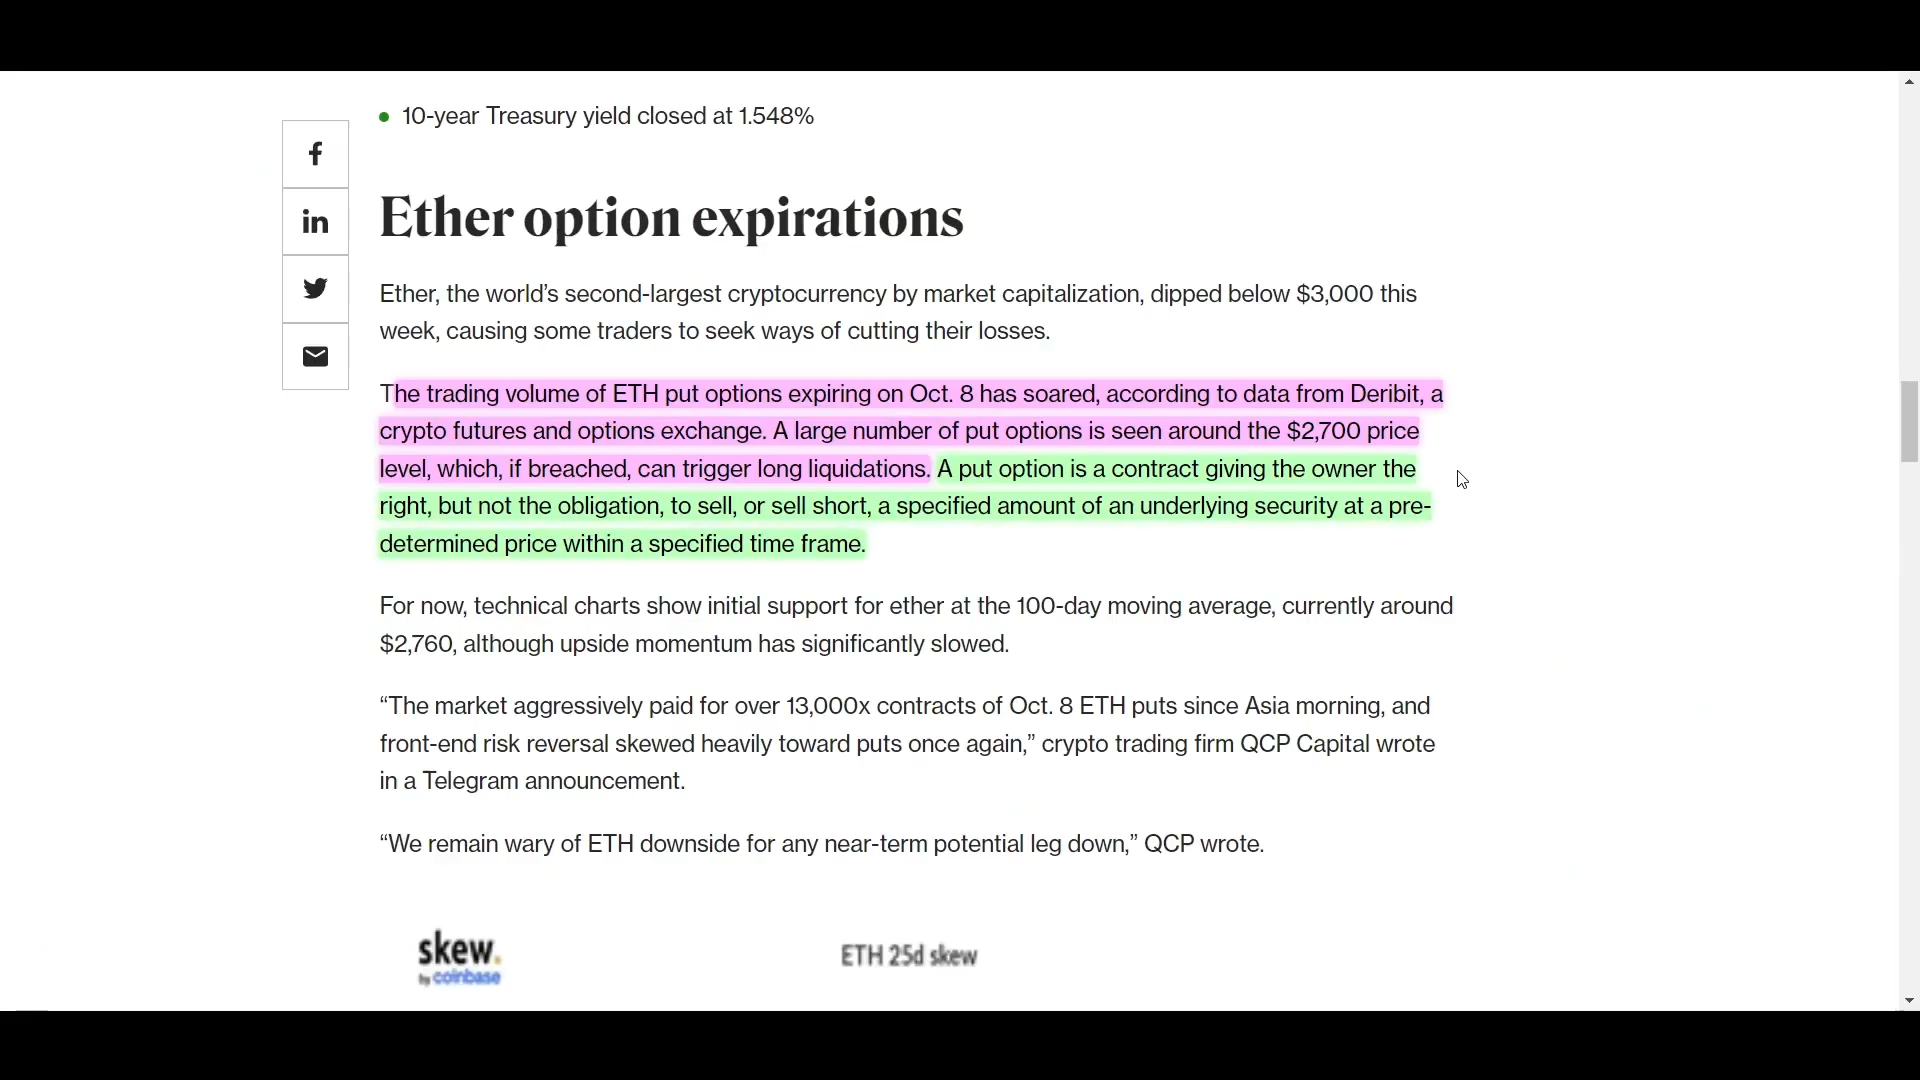 10-year Treasury yield closed at 1.548%
Ether option expirations
Ether, the world’s second-largest cryptocurrency by market capitalization, dipped below $3,000 this
week, causing some traders to seek ways of cutting their losses.
The trading volume of ETH put options expiring on Oct. 8 has soared, according to data from Deribit, a
crypto futures and options exchange. A large number of put options is seen around the $2,700 price
level, which, if breached, can trigger long liquidations. A put option is a contract giving the owner the
right, but not the obligation, to sell, or sell short, a specified amount of an underlying security at a pre-
determined price within a specified time frame.
For now, technical charts show initial support for ether at the 100-day moving average, currently around
$2,760, although upside momentum has significantly slowed.
“The market aggressively paid for over 13,000x contracts of Oct. 8 ETH puts since Asia morning, and
front-end risk reversal skewed heavily toward puts once again,” crypto trading firm QCP Capital wrote
in a Telegram announcement.
“We remain wary of ETH downside for any near-term potential leg down,” QCP wrote.
skew.
by coinbase
ETH 25d skew